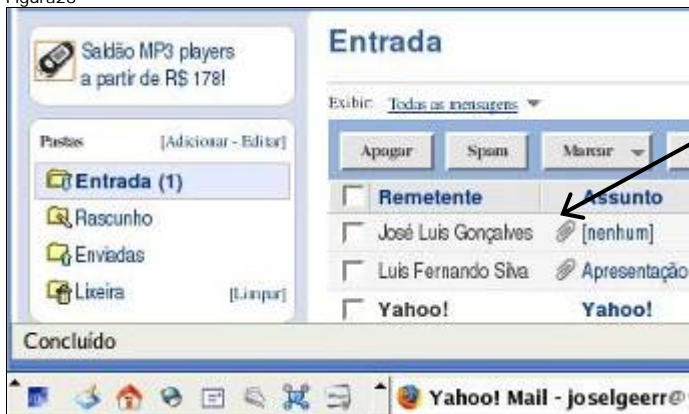 Figura28
Saldão MP3 players
a partir de R$ 178!
Pastas [Adicionar - Editar]
Entrada (1)
Rascunho
Enviadas
Lixeira [Limpar]
Entrada
Exibir: Todas as mensagens
Apagar Spam Marcar
Remetente Assunto
José Luis Gonçalves [nenhum]
Luis Fernando Silva Apresentação
Yahoo! Yahoo!
Concluído
Yahoo! Mail - joselgeerr@